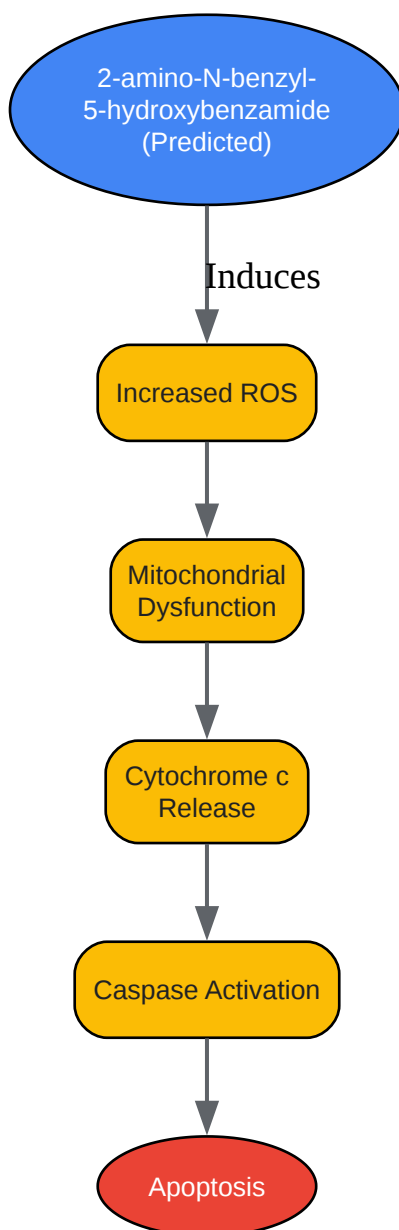 2-amino-N-benzyl-
5-hydroxybenzamide
(Predicted)
Induces
Increased ROS
Mitochondrial
Dysfunction
Cytochrome c
Release
Caspase Activation
Apoptosis